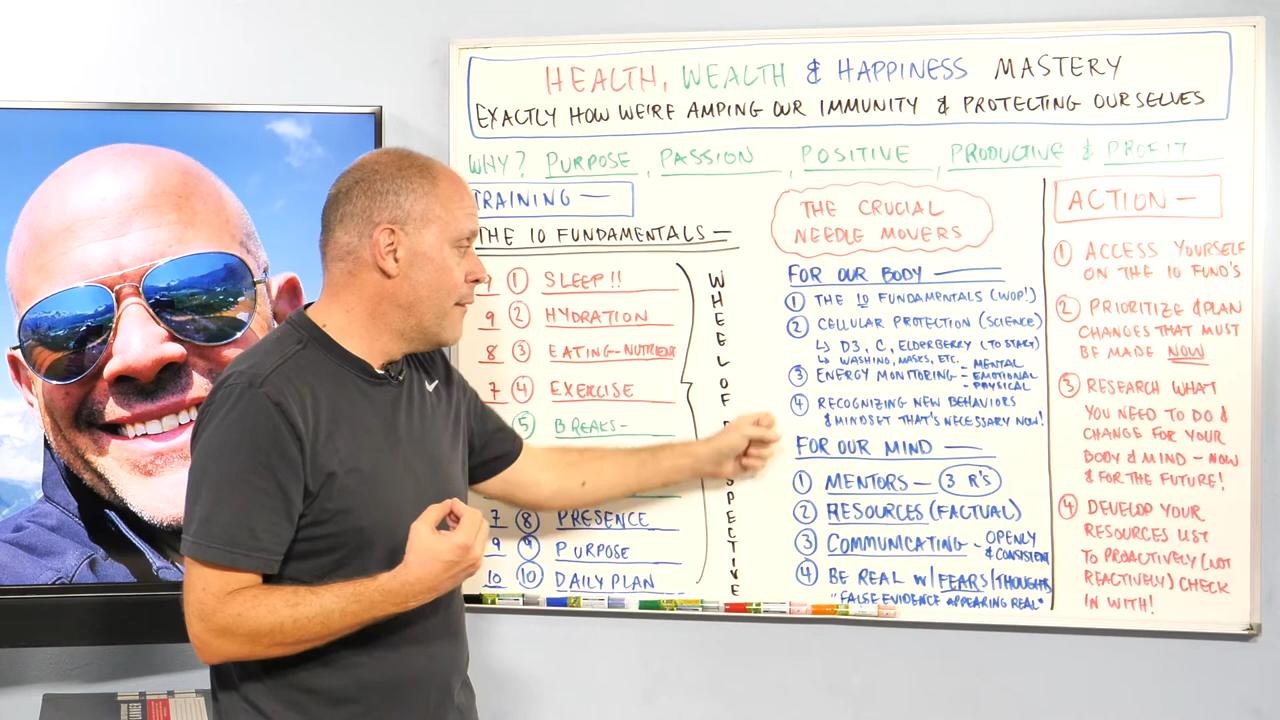 HEALTH, WEALTH & HAPPINESS MASTERY
EXACTLY HOW WE'RE AMPING OUR IMMUNITY & PROTECTING OURSELVES
WHY? PURPOSE, PASSION, POSITIVE, PRODUCTIVE & PROFIT
TRAINING —
THE 10 FUNDAMENTALS —
7 1 SLEEP!!
9 2 HYDRATION
8 3 EATING-NUTRIENT
7 4 EXERCISE
5 BREAKS-
7 8 PRESENCE
9 9 PURPOSE
10 10 DAILY PLAN
WHEEL OF
SPECTIVE
THE CRUCIAL
NEEDLE MOVERS
FOR OUR BODY —
1 THE 10 FUNDAMENTALS (WOP!)
2 CELLULAR PROTECTION (SCIENCE)
↳ D3, C, ELDERBERRY (TO START)
↳ WASHING, MASKS, ETC.
3 ENERGY MONITORING - MENTAL
- EMOTIONAL
- PHYSICAL
4 RECOGNIZING NEW BEHAVIORS
& MINDSET THAT'S NECESSARY NOW!
FOR OUR MIND —
1 MENTORS — 3 R'S
2 RESOURCES (FACTUAL)
3 COMMUNICATING - OPENLY
& CONSISTENT
4 BE REAL W/FEARS/THOUGHTS
"FALSE EVIDENCE APPEARING REAL"
ACTION —
1 ACCESS YOURSELF
ON THE 10 FUND'S
2 PRIORITIZE & PLAN
CHANGES THAT MUST
BE MADE NOW
3 RESEARCH WHAT
YOU NEED TO DO &
CHANGE FOR YOUR
BODY & MIND - NOW
& FOR THE FUTURE!
4 DEVELOP YOUR
RESOURCES LIST
TO PROACTIVELY (NOT
REACTIVELY) CHECK
IN WITH!